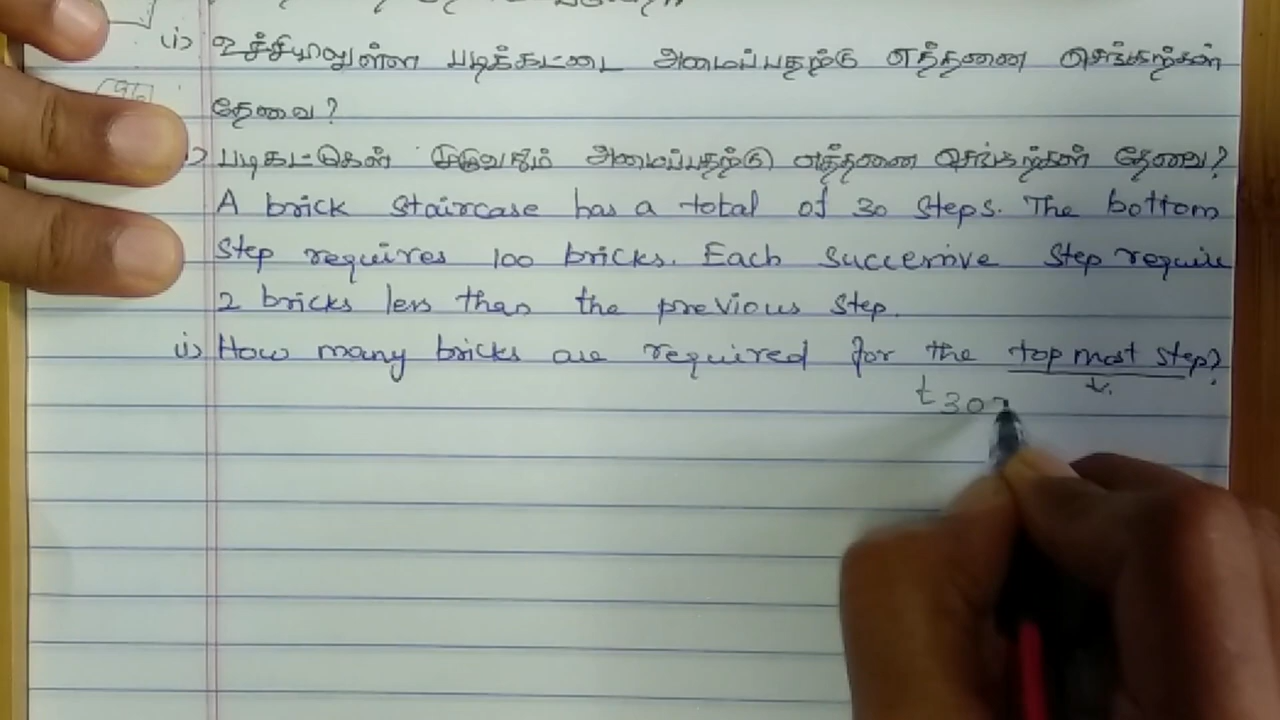 i) உச்சியிலுள்ள படிக்கட்டை அமைப்பதற்கு எத்தனை செங்கற்கள்
தேவை?
படிகட்டுகள் முழுவதும் அமைப்பதற்கு எத்தனை செங்கற்கள் தேவை?
A brick staircase has a total of 30 steps. The bottom
step requires 100 bricks. Each successive step require
2 bricks less than the previous step.
i) How many bricks are required for the top most step?
t30